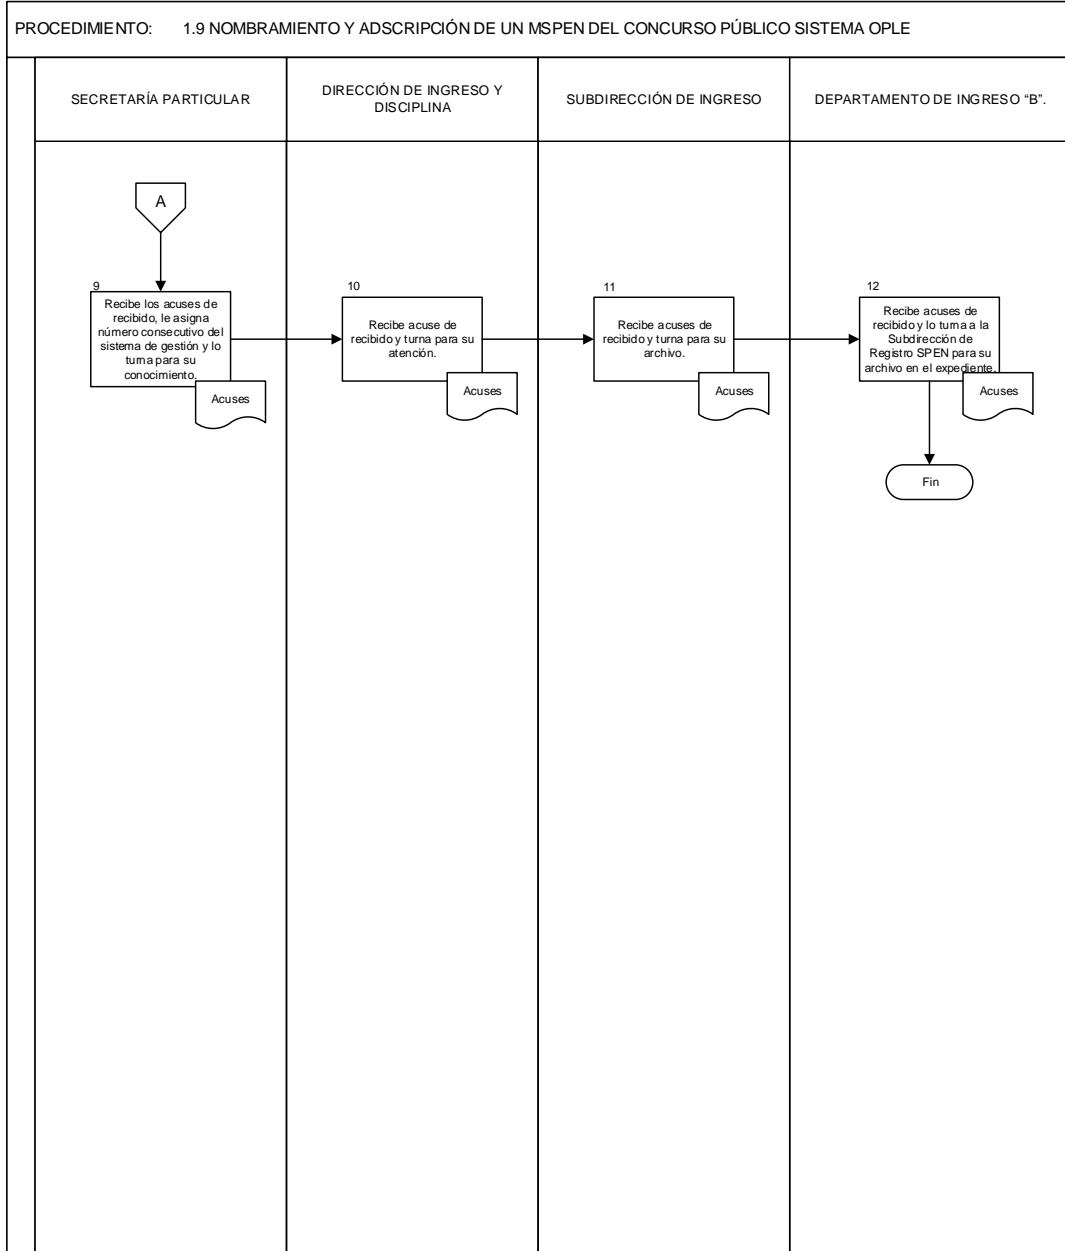 PROCEDIMIENTO: 1.9 NOMBRAMIENTO Y ADSCRIPCIÓN DE UN MSPEN DEL CONCURSO PÚBLICO SISTEMA OPLE
SECRETARÍA PARTICULAR
DIRECCIÓN DE INGRESO Y
DISCIPLINA
SUBDIRECCIÓN DE INGRESO
DEPARTAMENTO DE INGRESO “B”.
A
9
Recibe los acuses de
recibido, le asigna
número consecutivo del
sistema de gestión y lo
turna para su
conocimiento.
Acuses
10
Recibe acuse de
recibido y turna para su
atención.
Acuses
11
Recibe acuses de
recibido y turna para su
archivo.
Acuses
12
Recibe acuses de
recibido y lo turna a la
Subdirección de
Registro SPEN para su
archivo en el expediente.
Acuses
Fin